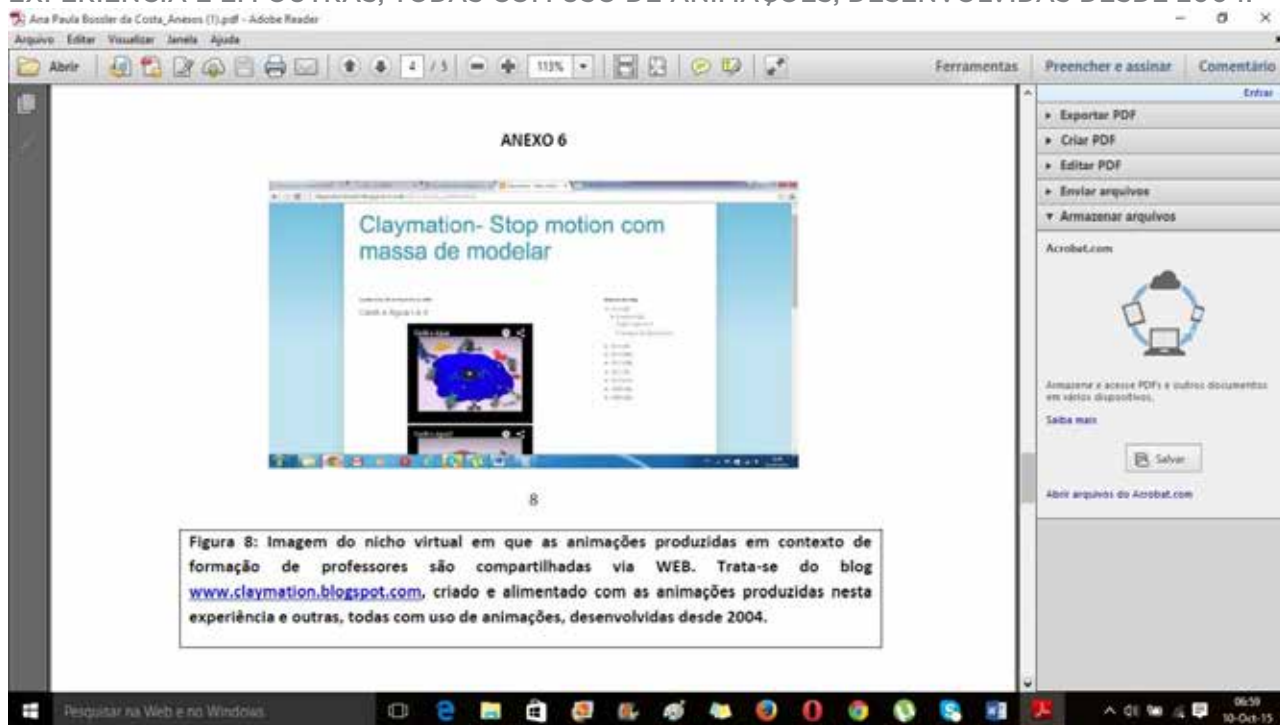 EXPERIÊNCIA E EM OUTRAS, TODAS COM USO DE ANIMAÇÕES, DESENVOLVIDAS DESDE 2004.
Ana Paula Bossler da Costa_Anexos (1).pdf - Adobe Reader
Arquivo Editar Visualizar Janela Ajuda
Abrir 4 / 5 113% Ferramentas Preencher e assinar Comentário
Entrar
Exportar PDF
Criar PDF
Editar PDF
Enviar arquivos
Armazenar arquivos
Acrobat.com
Armazene e acesse PDFs e outros documentos
em vários dispositivos.
Saiba mais
Salvar
Abrir arquivos do Acrobat.com
ANEXO 6
Claymation- Stop motion com
massa de modelar
8
Figura 8: Imagem do nicho virtual em que as animações produzidas em contexto de
formação de professores são compartilhadas via WEB. Trata-se do blog
www.claymation.blogspot.com, criado e alimentado com as animações produzidas nesta
experiência e outras, todas com uso de animações, desenvolvidas desde 2004.
Pesquisar na Web e no Windows
06:59